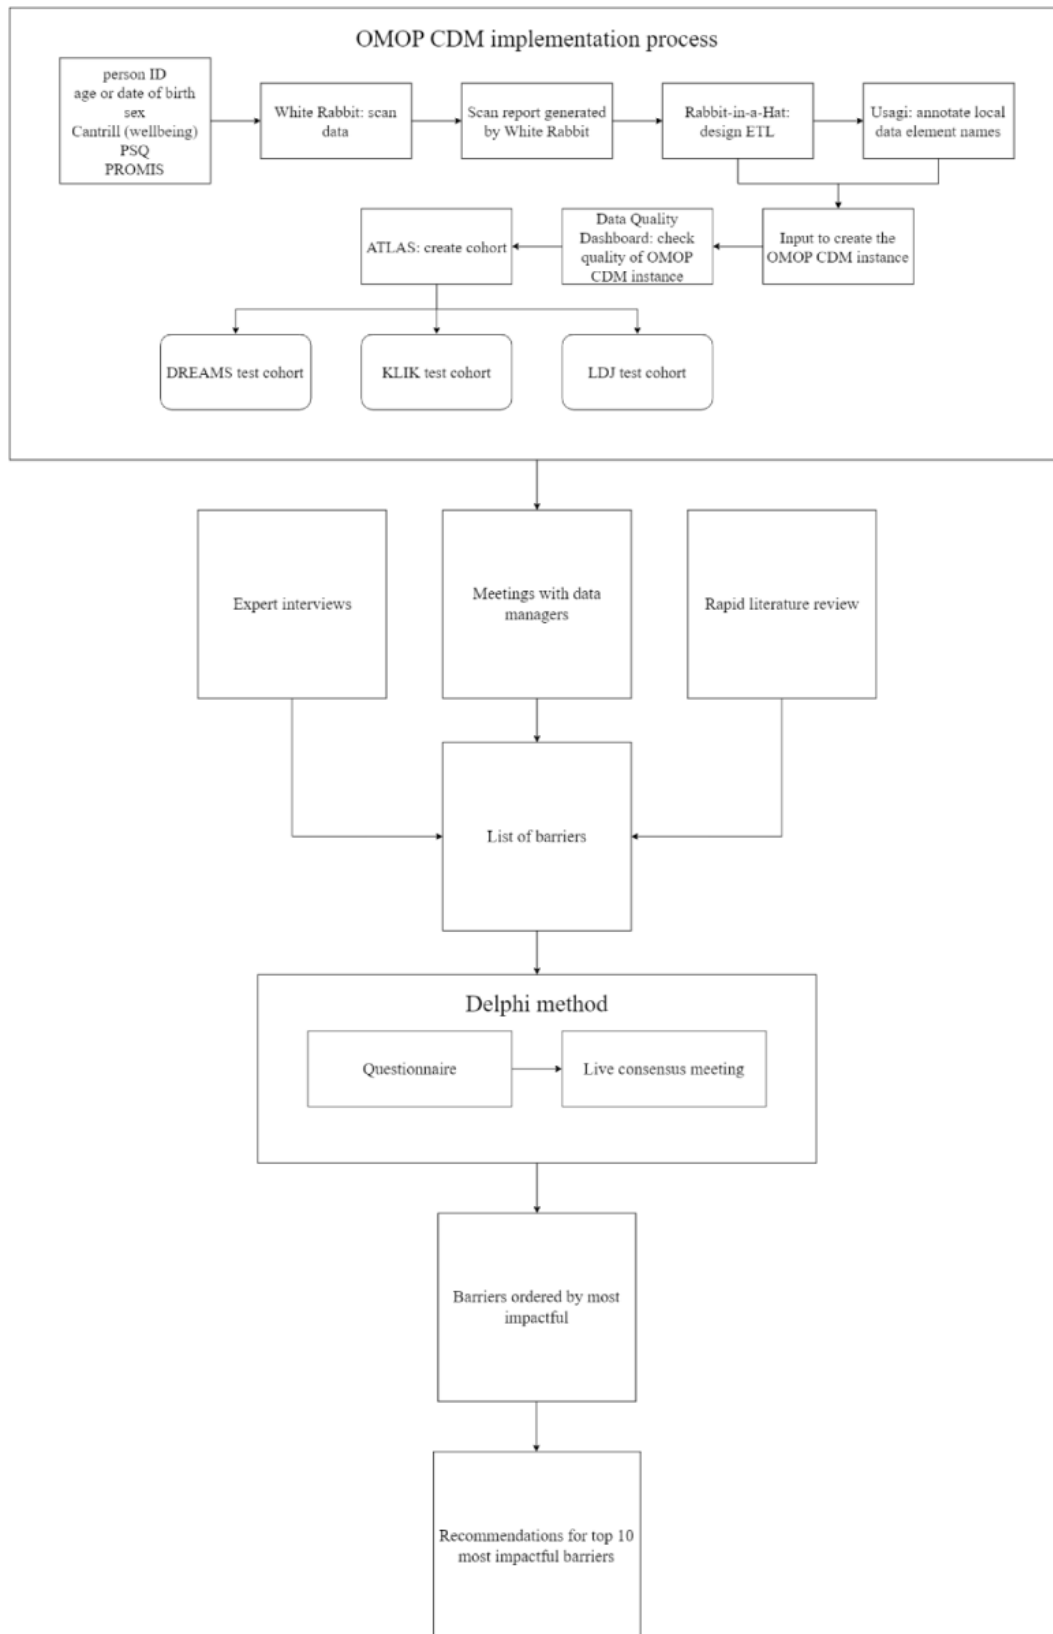 OMOP CDM implementation process
person ID
age or date of birth
sex
Cantrill (wellbeing)
PSQ
PROMIS
White Rabbit: scan
data
Scan report generated
by White Rabbit
Rabbit-in-a-Hat:
design ETL
Usagi: annotate local
data element names
ATLAS: create cohort
Data Quality
Dashboard: check
quality of OMOP
CDM instance
Input to create the
OMOP CDM instance
DREAMS test cohort
KLIK test cohort
LDJ test cohort
Expert interviews
Meetings with data
managers
Rapid literature review
List of barriers
Delphi method
Questionnaire
Live consensus meeting
Barriers ordered by most
impactful
Recommendations for top 10
most impactful barriers